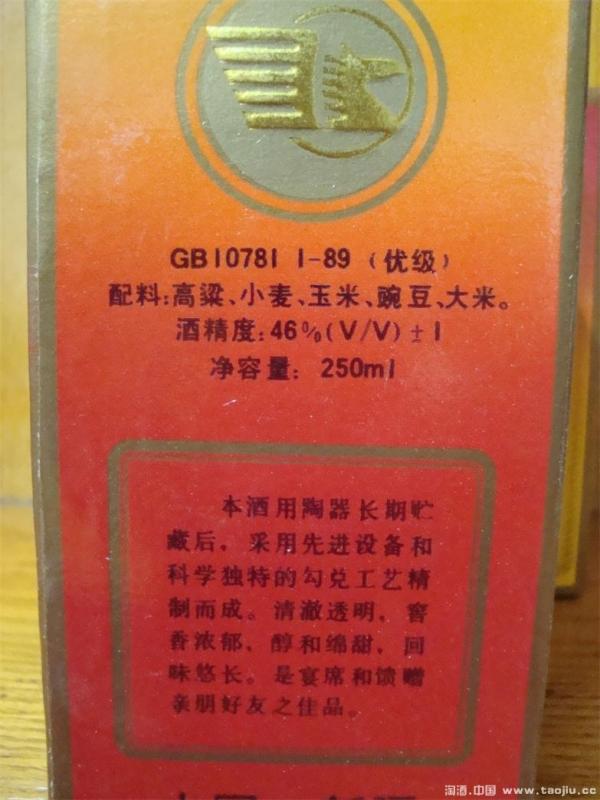 GB10781 1-89（优级）
配料:高粱、小麦、玉米、豌豆、大米。
酒精度:46%(V/V)±1
净容量：250ml
本酒用陶器长期贮
藏后，采用先进设备和
科学独特的勾兑工艺精
制而成。清澈透明，窖
香浓郁，醇和绵甜，回
味悠长。是宴席和馈赠
亲朋好友之佳品。
淘酒.中国 www.taojiu.cc